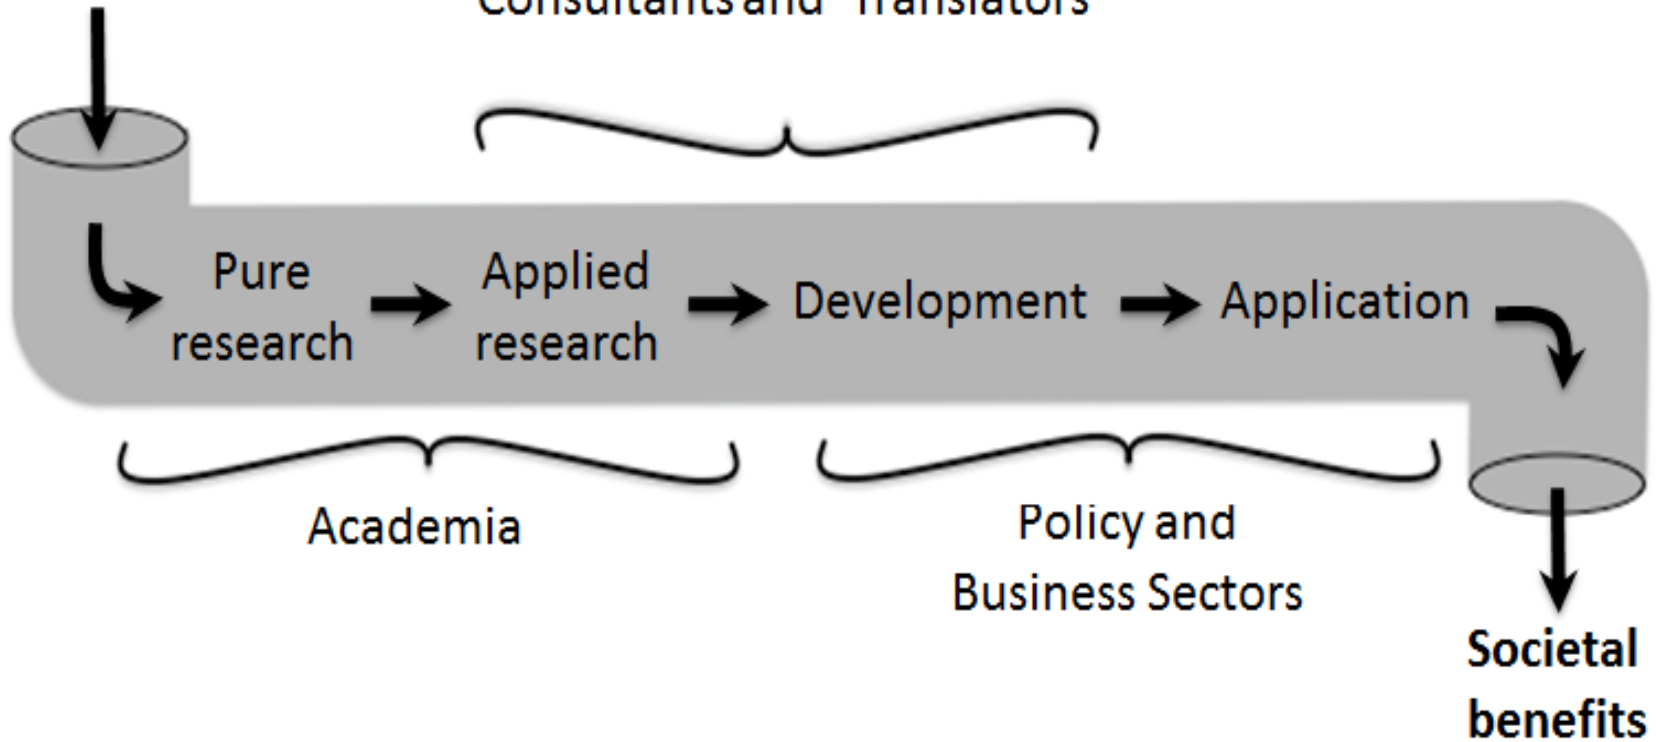 Consultants and "Translators"
Pure
research
Applied
research
Development
Application
Academia
Policy and
Business Sectors
Societal
benefits